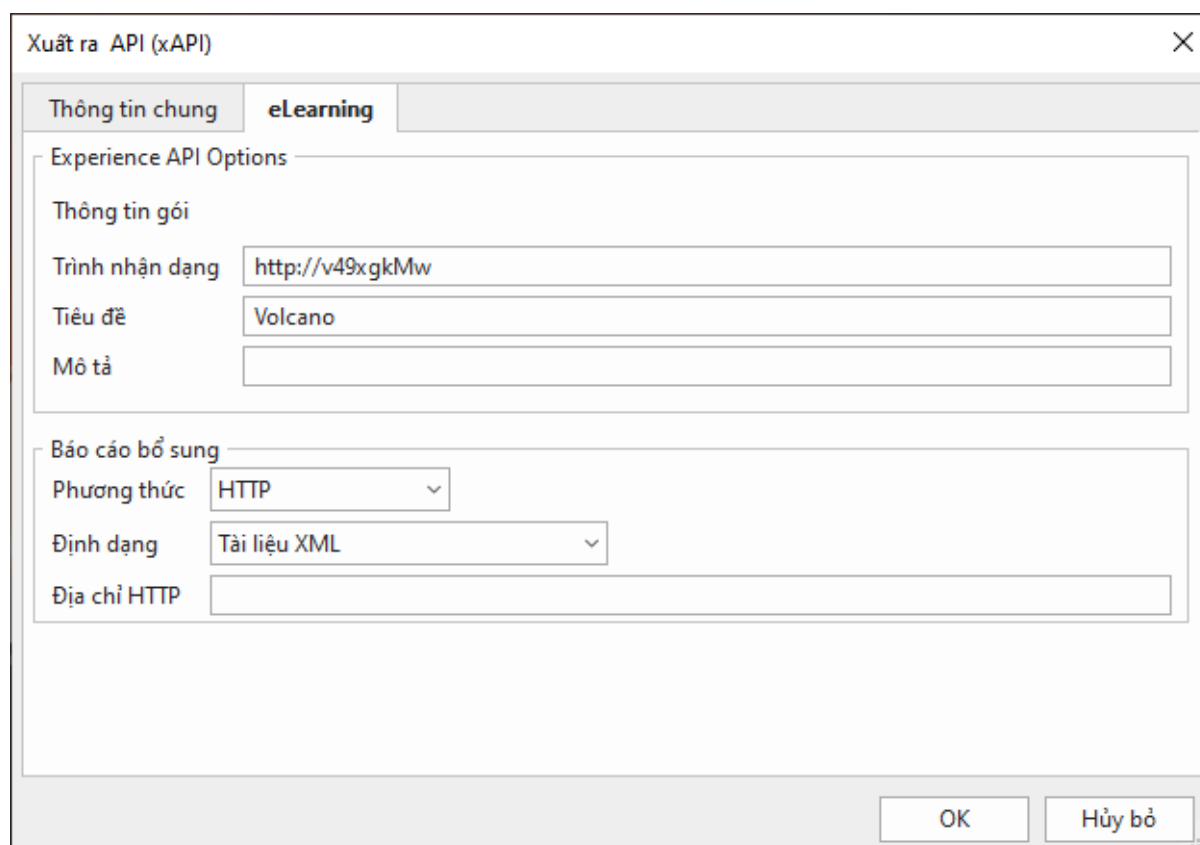 Xuất ra API (xAPI)
Thông tin chung eLearning
Experience API Options
Thông tin gói
Trình nhận dạng http://v49xgkMw
Tiêu đề Volcano
Mô tả
Báo cáo bổ sung
Phương thức HTTP
Định dạng Tài liệu XML
Địa chỉ HTTP
OK Hủy bỏ